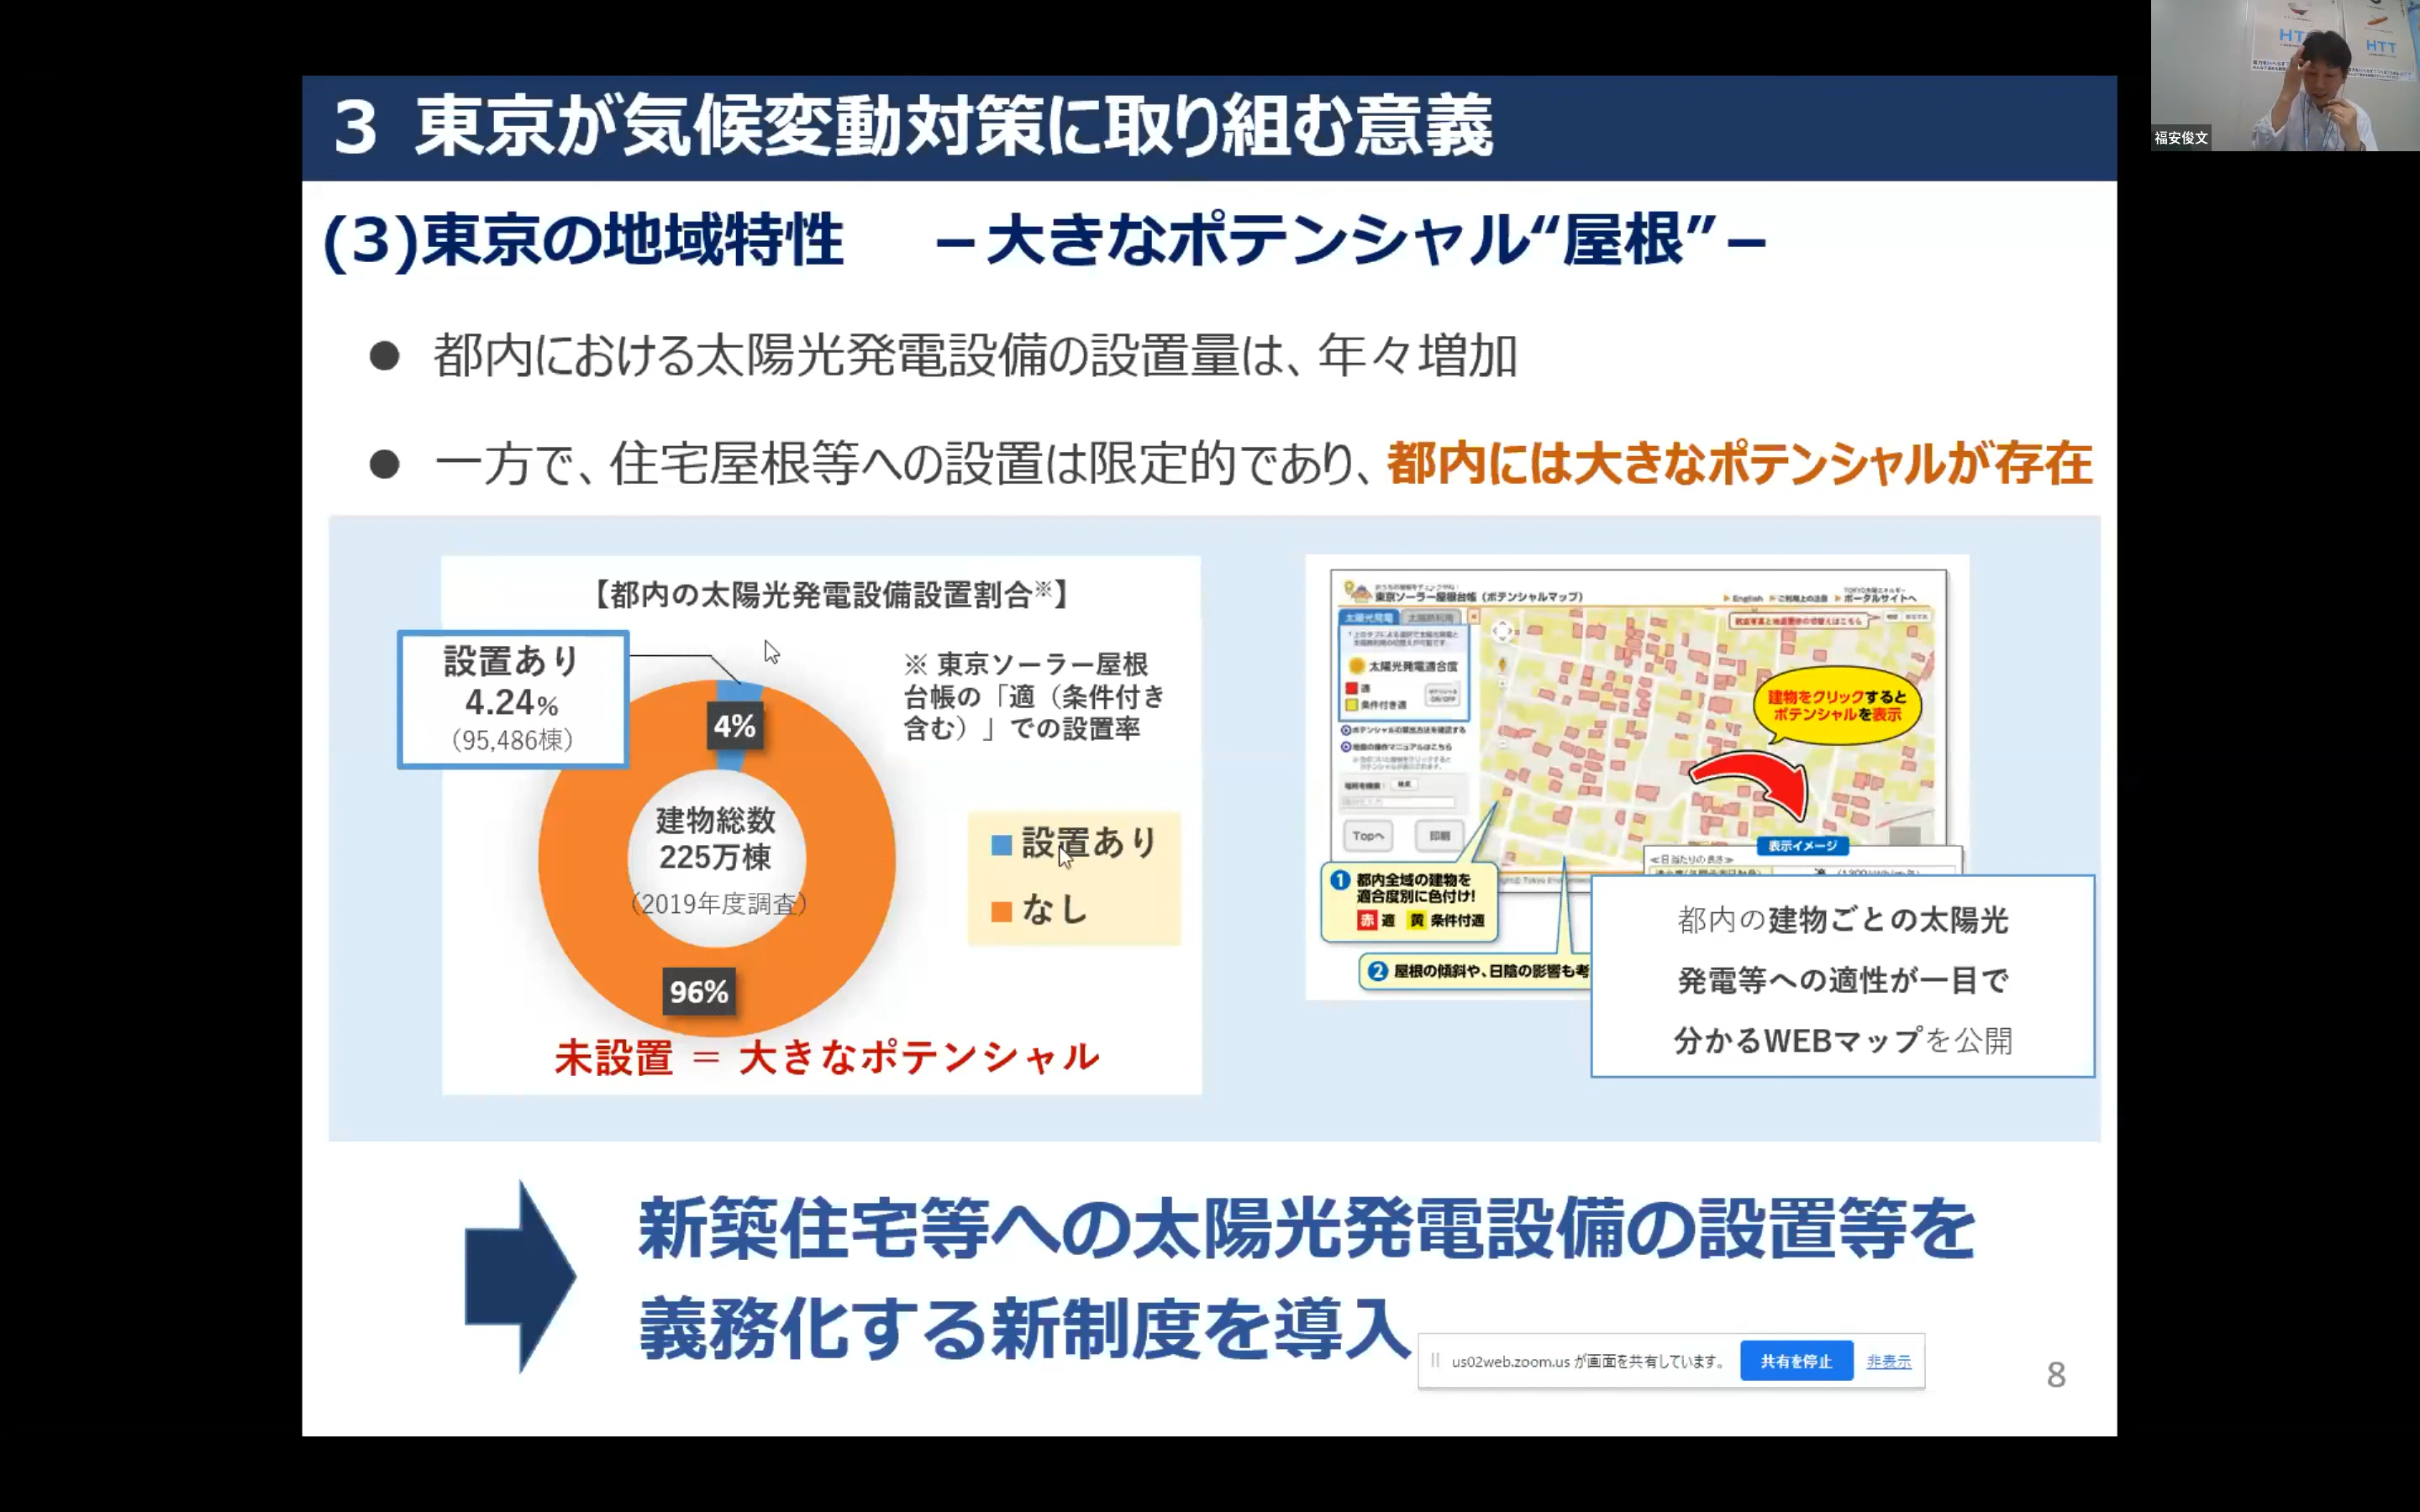 3 東京が気候変動対策に取り組む意義
(3)東京の地域特性　－大きなポテンシャル“屋根”－
● 都内における太陽光発電設備の設置量は、年々増加
● 一方で、住宅屋根等への設置は限定的であり、都内には大きなポテンシャルが存在
【都内の太陽光発電設備設置割合※】
設置あり
4.24%
（95,486棟）
4%
※ 東京ソーラー屋根
台帳の「適（条件付き
含む）」での設置率
建物総数
225万棟
（2019年度調査）
設置あり
なし
96%
未設置 ＝ 大きなポテンシャル
東京ソーラー屋根台帳（ポテンシャルマップ）
English
ご利用上の注意
ポータルサイトへ
太陽光発電
太陽熱利用
太陽光発電適合度
適
条件付き適
ポテンシャルの算出方法を確認する
地図の操作マニュアルはこちら
検索
Topへ
印刷
建物をクリックすると
ポテンシャルを表示
表示イメージ
≪日当たりの良さ≫
1 都内全域の建物を
適合度別に色付け!
赤 適 黄 条件付適
2 屋根の傾斜や、日陰の影響も考
都内の建物ごとの太陽光
発電等への適性が一目で
分かるWEBマップを公開
新築住宅等への太陽光発電設備の設置等を
義務化する新制度を導入
us02web.zoom.us が画面を共有しています。
共有を停止
非表示
8
HTT
福安俊文